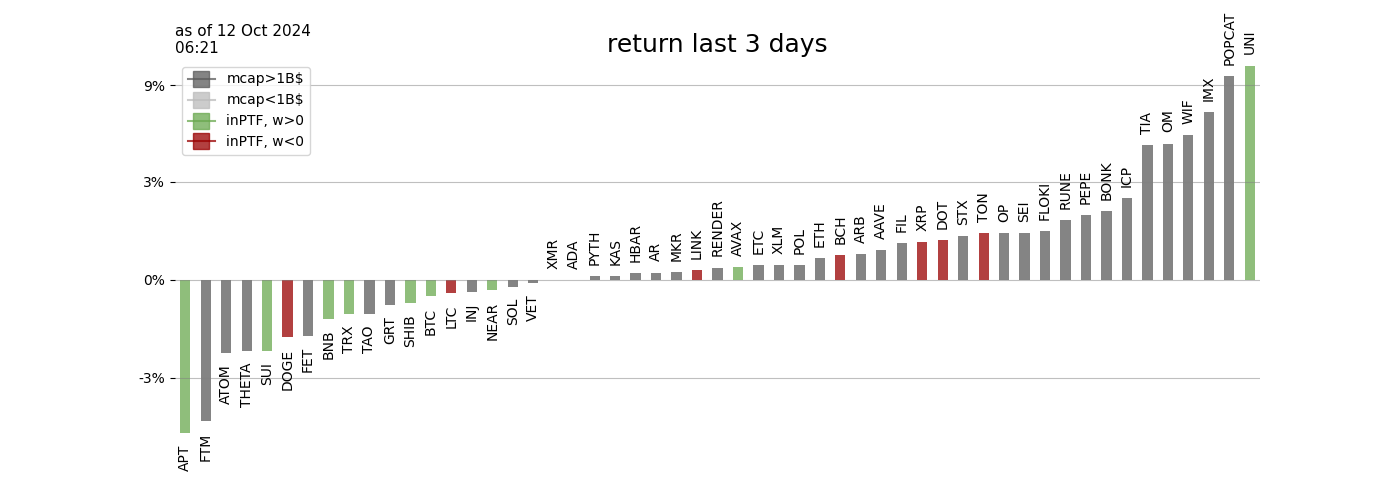 as of 12 Oct 2024
06:21
return last 3 days
mcap>1B$
mcap<1B$
inPTF, w>0
inPTF, w<0
9%
3%
0%
-3%
APT
FTM
ATOM
THETA
SUI
DOGE
FET
BNB
TRX
TAO
GRT
SHIB
BTC
LTC
INJ
NEAR
SOL
VET
XMR
ADA
PYTH
KAS
HBAR
AR
MKR
LINK
RENDER
AVAX
ETC
XLM
POL
ETH
BCH
ARB
AAVE
FIL
XRP
DOT
STX
TON
OP
SEI
FLOKI
RUNE
PEPE
BONK
ICP
TIA
OM
WIF
IMX
POPCAT
UNI